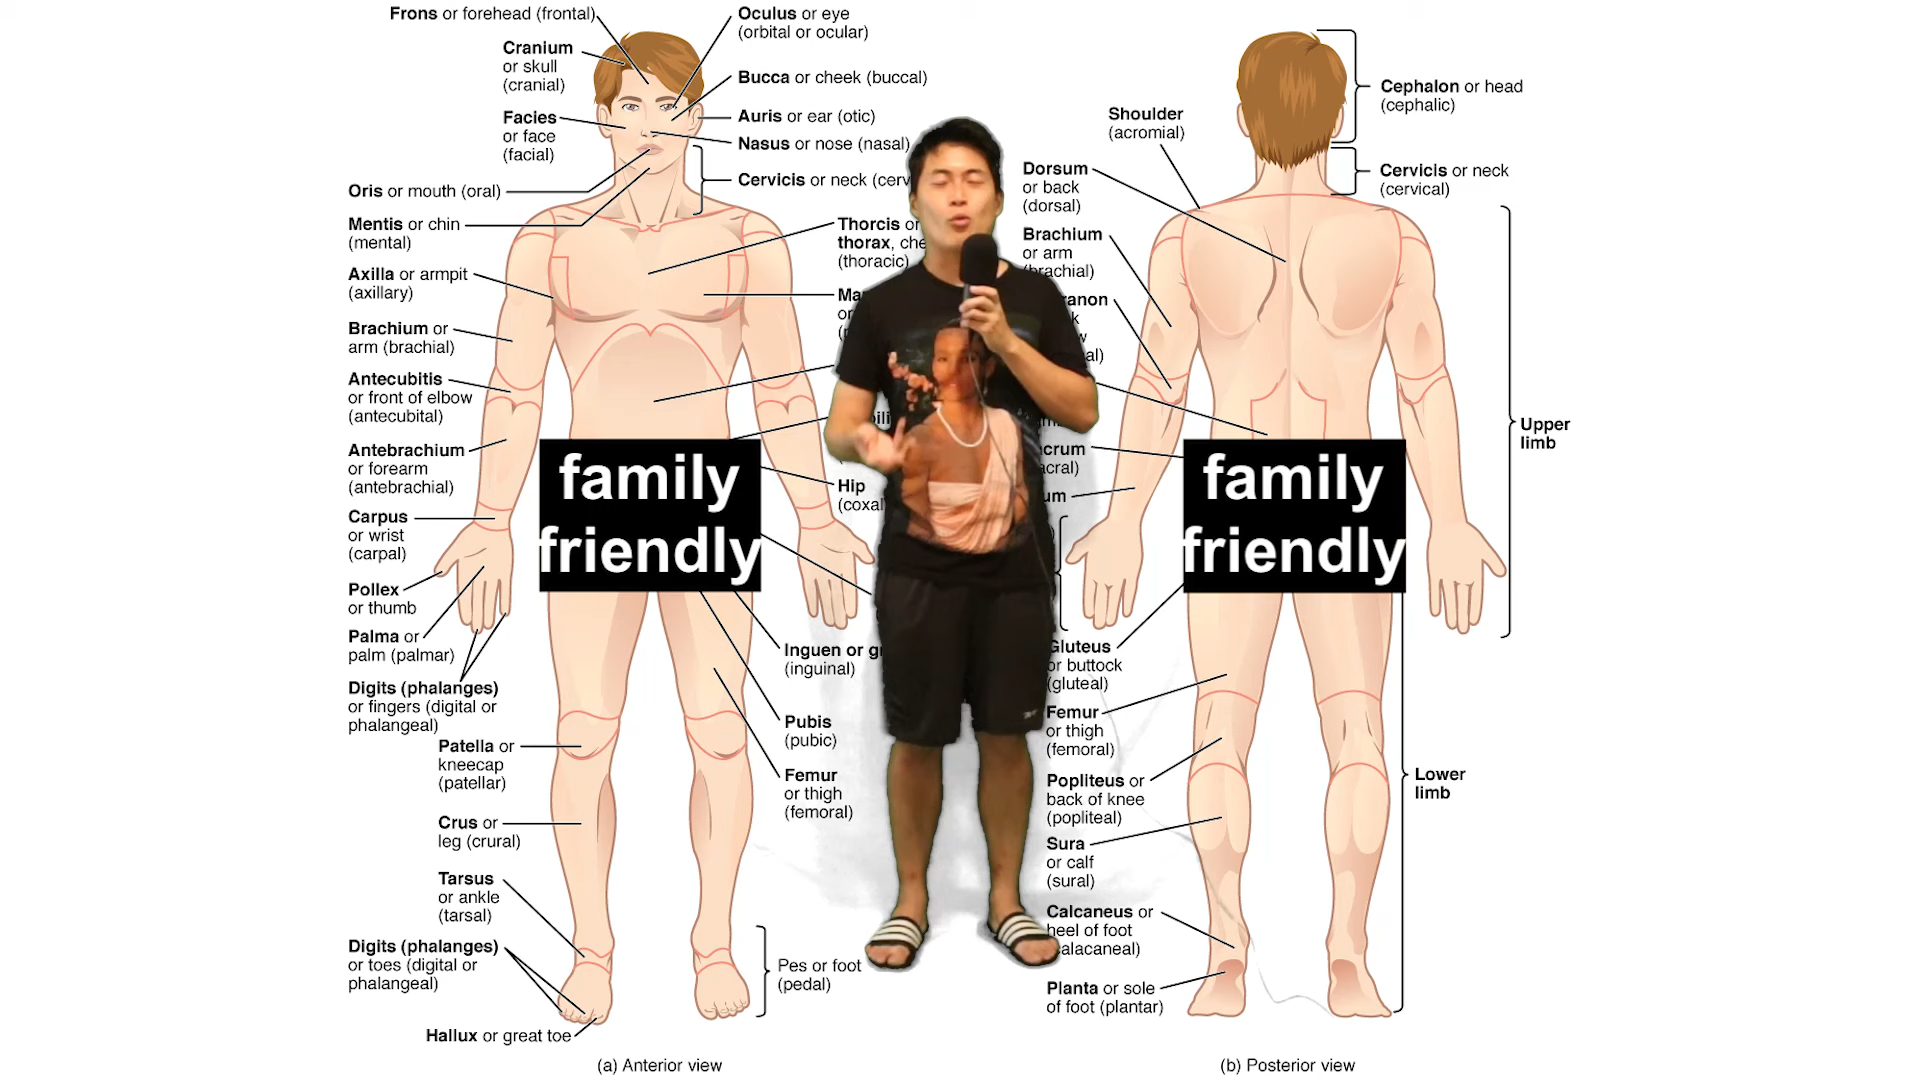 Frons or forehead (frontal)
Cranium
or skull
(cranial)
Facies
or face
(facial)
Oris or mouth (oral)
Mentis or chin
(mental)
Axilla or armpit
(axillary)
Brachium or
arm (brachial)
Antecubitis
or front of elbow
(antecubital)
Antebrachium
or forearm
(antebrachial)
Carpus
or wrist
(carpal)
Pollex
or thumb
Palma or
palm (palmar)
Digits (phalanges)
or fingers (digital or
phalangeal)
Patella or
kneecap
(patellar)
Crus or
leg (crural)
Tarsus
or ankle
(tarsal)
Digits (phalanges)
or toes (digital or
phalangeal)
Hallux or great toe
Oculus or eye
(orbital or ocular)
Bucca or cheek (buccal)
Auris or ear (otic)
Nasus or nose (nasal)
Cervicis or neck
Thorcis or
thorax,
(thoracic)
or
family
friendly
Hip
(coxal
Inguen or
(inguinal)
Pubis
(pubic)
Femur
or thigh
(femoral)
Pes or foot
(pedal)
(a) Anterior view
Shoulder
(acromial)
Dorsum
or back
(dorsal)
Brachium
or arm
(brachial)
Gluteus
or buttock
(gluteal)
Femur
or thigh
(femoral)
Popliteus or
back of knee
(popliteal)
Sura
or calf
(sural)
Calcaneus or
heel of foot
calacaneal)
Planta or sole
of foot (plantar)
family
friendly
Cephalon or head
(cephalic)
Cervicis or neck
(cervical)
Upper
limb
Lower
limb
(b) Posterior view